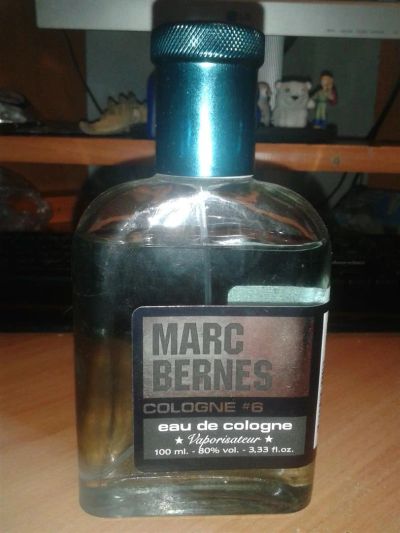 MARC
BERNES
COLOGNE #6
eau de cologne
★ Vaporisateur ★
100 ml. - 80% vol. - 3,33 fl.oz.